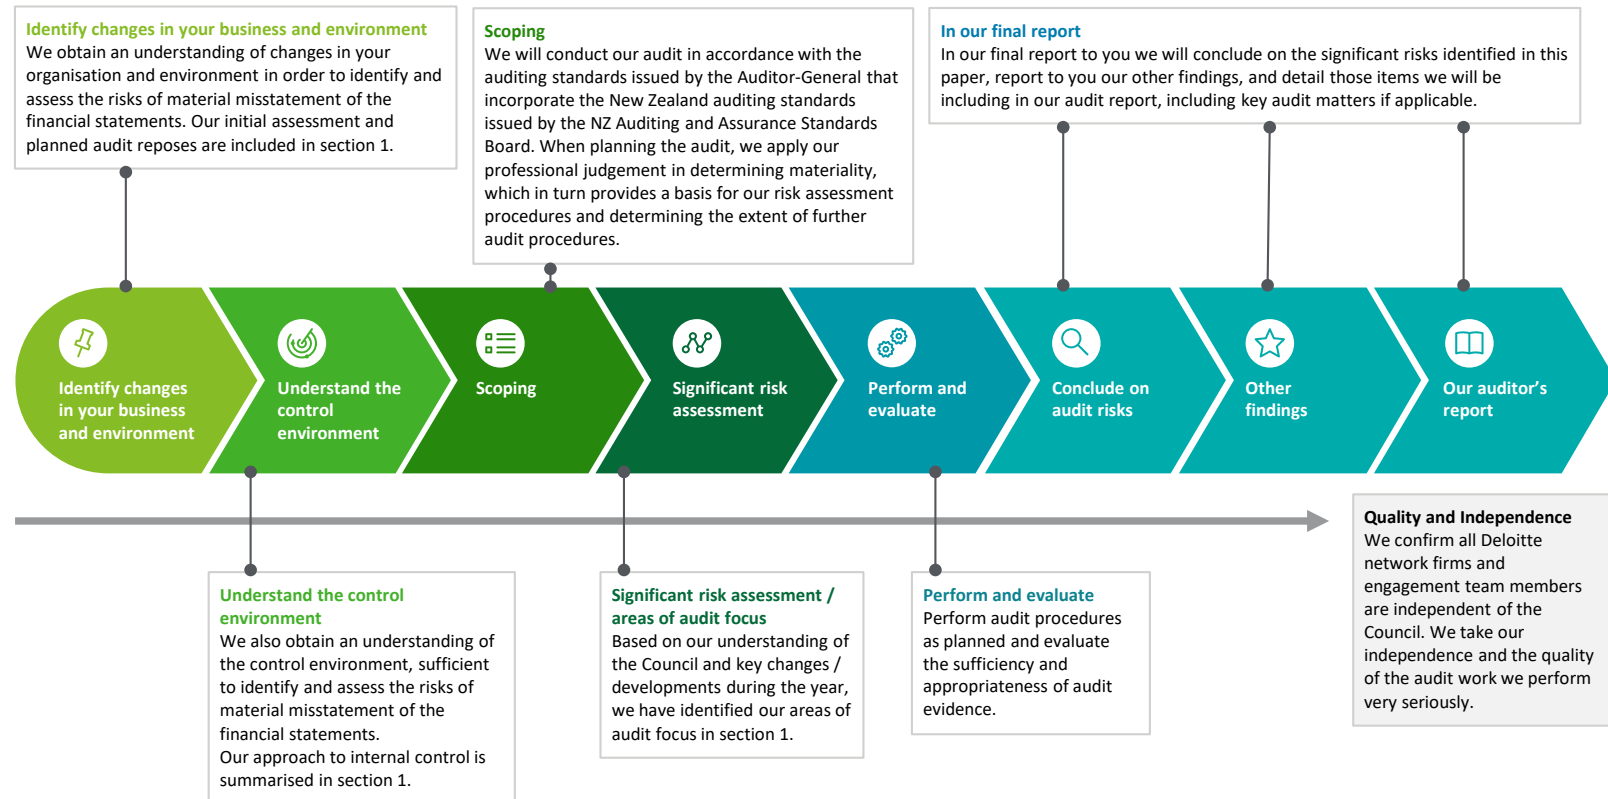 Identify changes in your business and environment
We obtain an understanding of changes in your
organisation and environment in order to identify and
assess the risks of material misstatement of the
financial statements. Our initial assessment and
planned audit reposes are included in section 1.
Scoping
We will conduct our audit in accordance with the
auditing standards issued by the Auditor-General that
incorporate the New Zealand auditing standards
issued by the NZ Auditing and Assurance Standards
Board. When planning the audit, we apply our
professional judgement in determining materiality,
which in turn provides a basis for our risk assessment
procedures and determining the extent of further
audit procedures.
In our final report
In our final report to you we will conclude on the significant risks identified in this
paper, report to you our other findings, and detail those items we will be
including in our audit report, including key audit matters if applicable.
Identify changes
in your business
and environment
Understand the
control
environment
Scoping
Significant risk
assessment
Perform and
evaluate
Conclude on
audit risks
Other
findings
Our auditor's
report
Understand the control
environment
We also obtain an understanding of
the control environment, sufficient
to identify and assess the risks of
material misstatement of the
financial statements.
Our approach to internal control is
summarised in section 1.
Significant risk assessment /
areas of audit focus
Based on our understanding of
the Council and key changes /
developments during the year,
we have identified our areas of
audit focus in section 1.
Perform and evaluate
Perform audit procedures
as planned and evaluate
the sufficiency and
appropriateness of audit
evidence.
Quality and Independence
We confirm all Deloitte
network firms and
engagement team members
are independent of the
Council. We take our
independence and the quality
of the audit work we perform
very seriously.